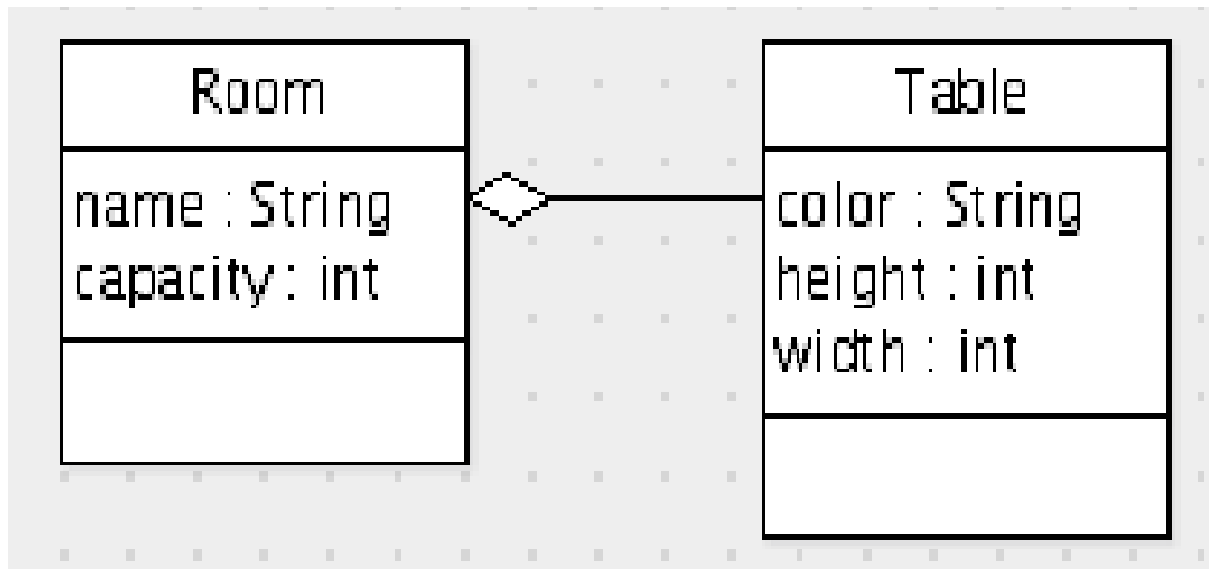 Room
name : String
capacity : int
Table
color : String
height : int
width : int